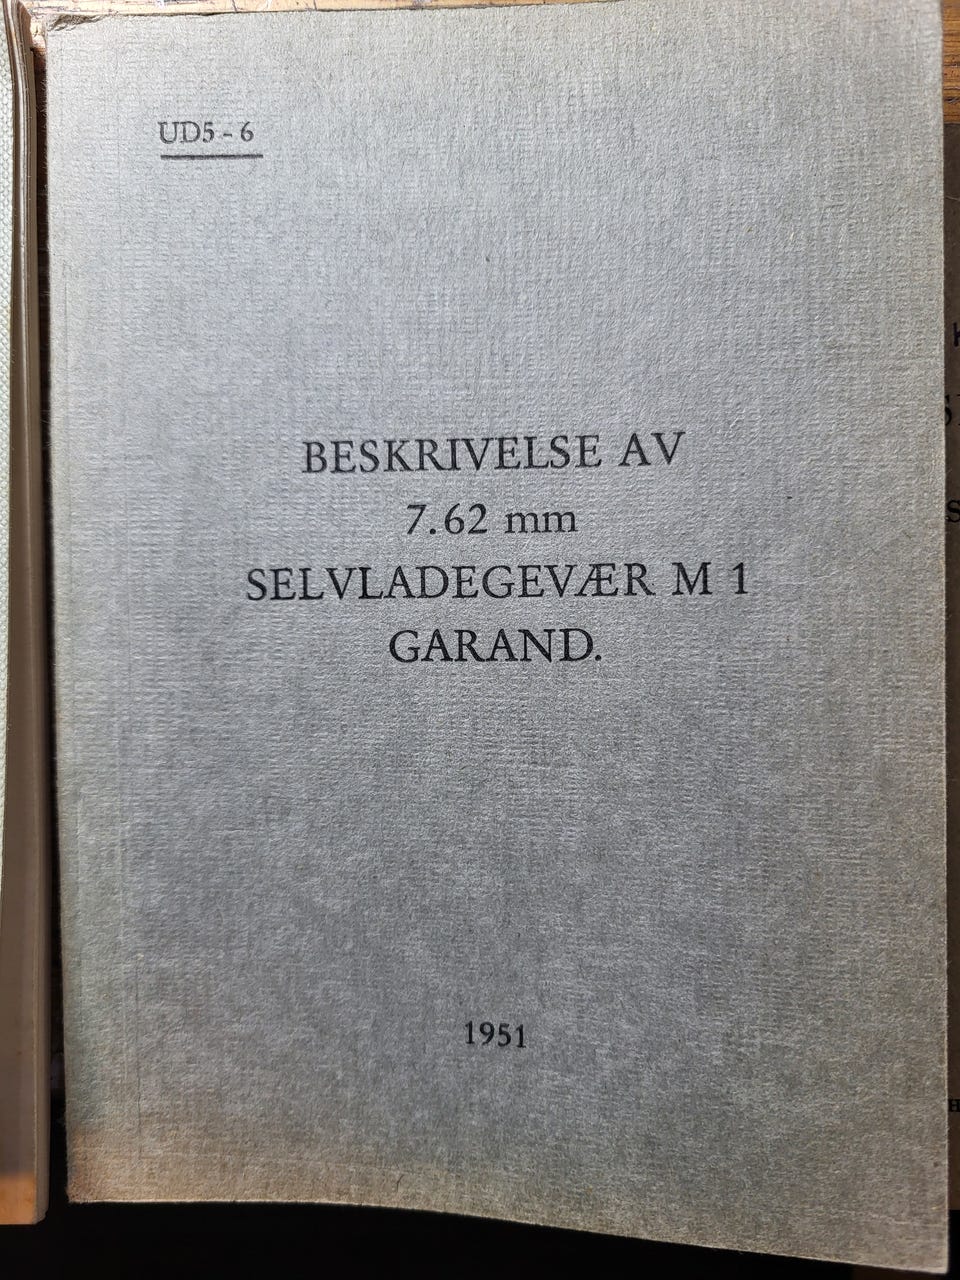 UD5 - 6
BESKRIVELSE AV
7.62 mm
SELVLADEGEVÆR M 1
GARAND.
1951